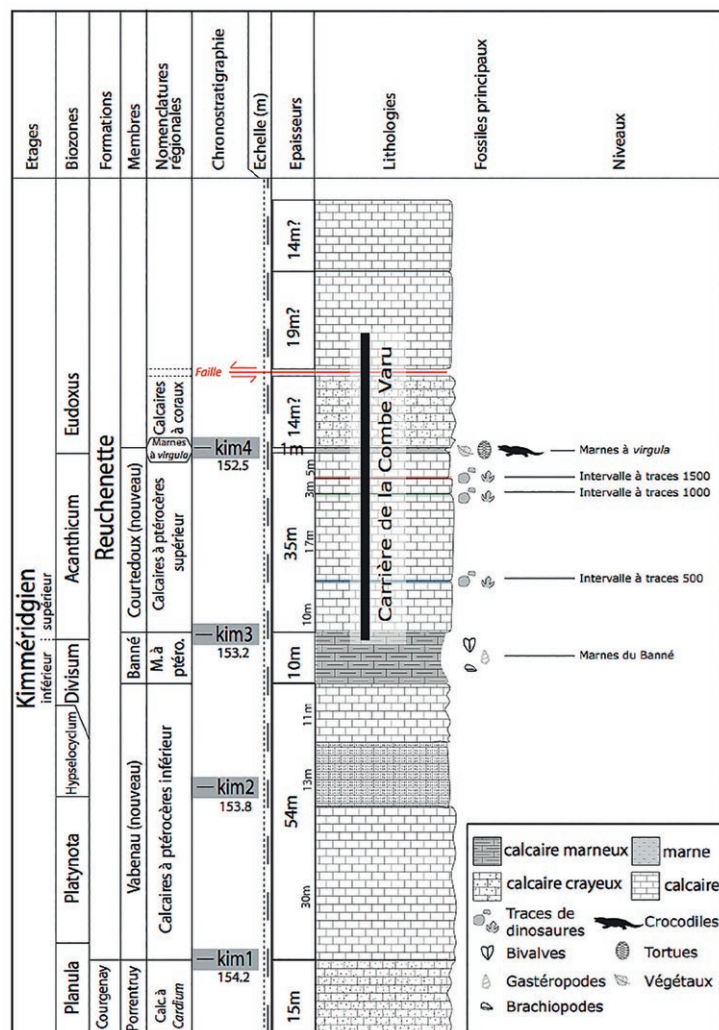 Etages
Biozones
Formations
Membres
Nomenclatures
régionales
Chronostratigraphie
Echelle (m)
Epaisseurs
Lithologies
Fossiles principaux
Niveaux
Kimméridgien
inférieur
supérieur
Eudoxus
Acanthicum
Divisum
Hypselocyclum
Platynota
Planula
Reuchenette
Courgenay
Courtedoux (nouveau)
Banné
Vabenau (nouveau)
Porrentruy
Calcaires
à coraux
Marnes
à virgula
Calcaires à ptérocères
supérieur
M. à
ptéro.
Calcaires à ptérocères inférieur
Calc. à
Cardium
Faille
kim4
152.5
kim3
153.2
kim2
153.8
kim1
154.2
14m?
19m?
14m?
1m
5m
3m
35m
17m
10m
10m
11m
13m
54m
30m
15m
Carrière de la Combe Varu
Marnes à virgula
Intervalle à traces 1500
Intervalle à traces 1000
Intervalle à traces 500
Marnes du Banné
calcaire marneux
marne
calcaire crayeux
calcaire
Traces de
dinosaures
Crocodiles
Bivalves
Tortues
Gastéropodes
Végétaux
Brachiopodes